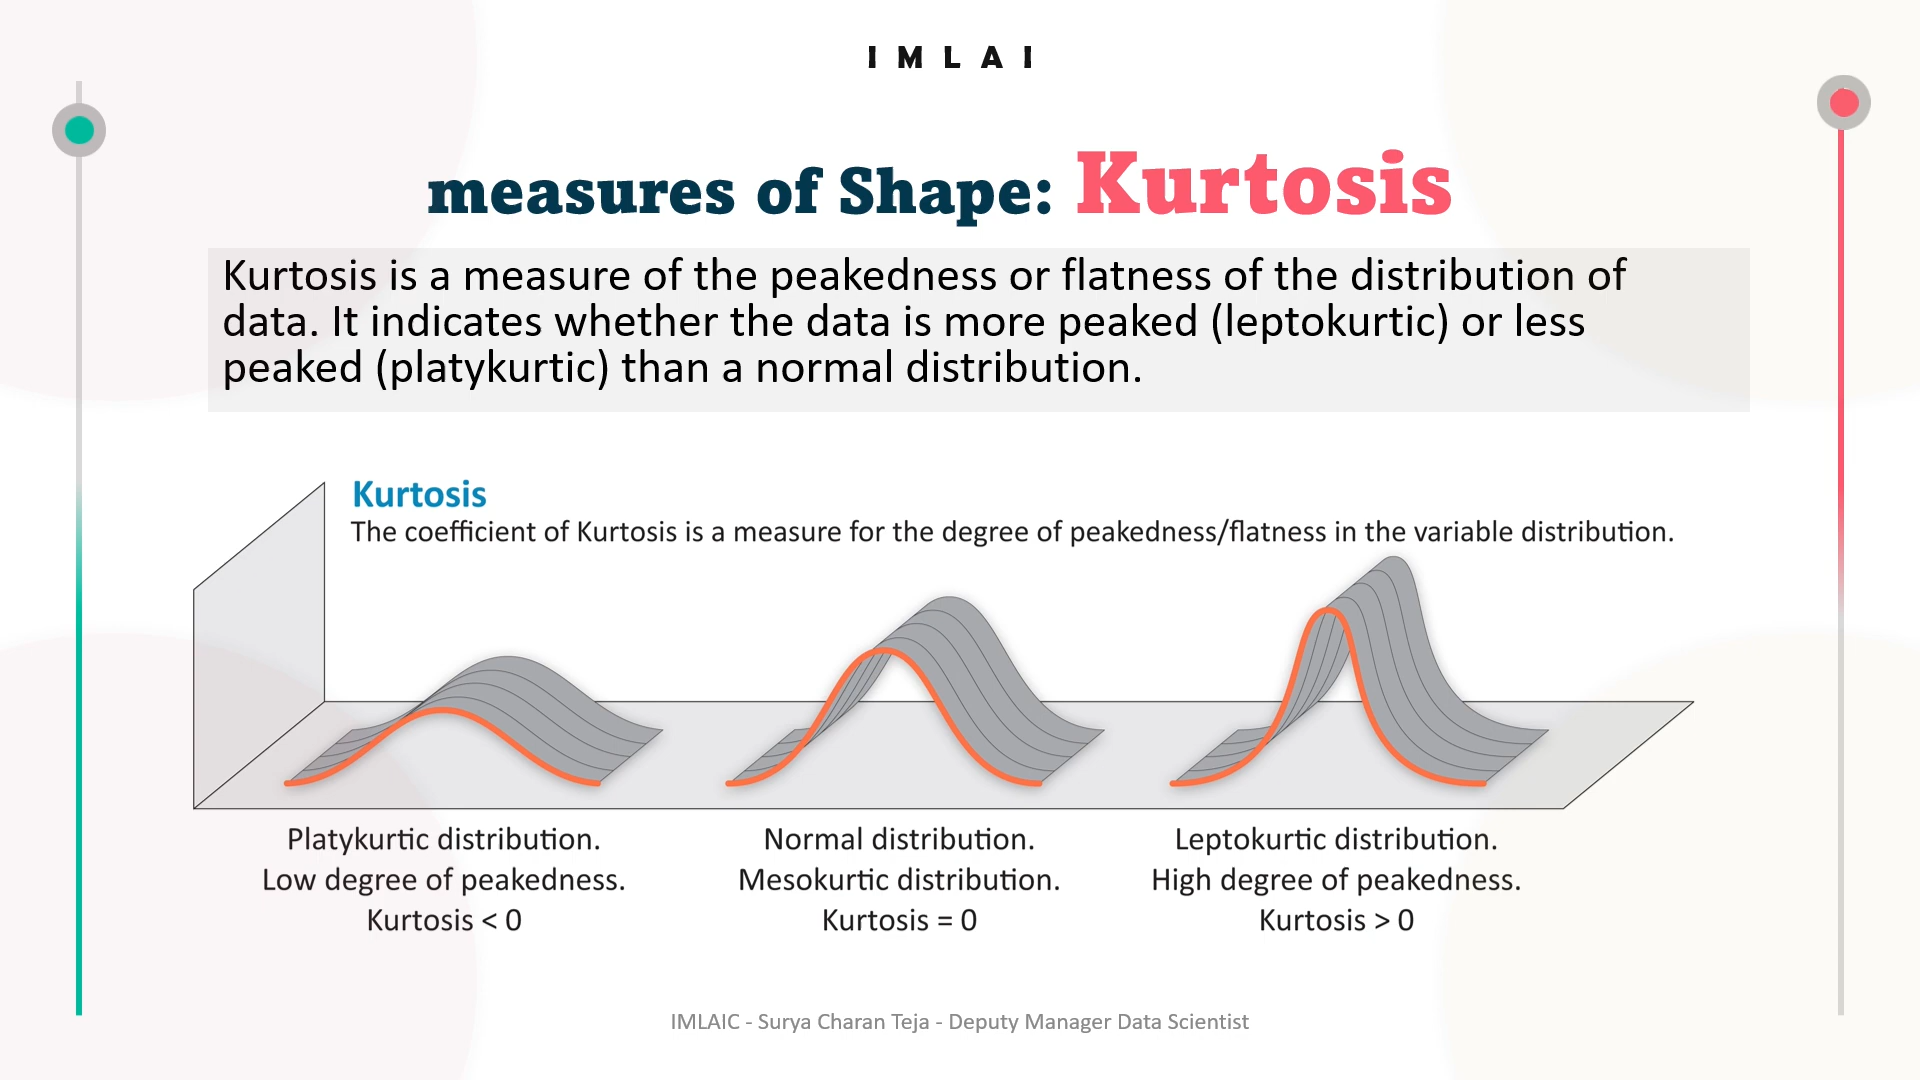 IMLAI
measures of Shape: Kurtosis
Kurtosis is a measure of the peakedness or flatness of the distribution of
data. It indicates whether the data is more peaked (leptokurtic) or less
peaked (platykurtic) than a normal distribution.
Kurtosis
The coefficient of Kurtosis is a measure for the degree of peakedness/flatness in the variable distribution.
Platykurtic distribution.
Low degree of peakedness.
Kurtosis < 0
Normal distribution.
Mesokurtic distribution.
Kurtosis = 0
Leptokurtic distribution.
High degree of peakedness.
Kurtosis > 0
IMLAIC - Surya Charan Teja - Deputy Manager Data Scientist